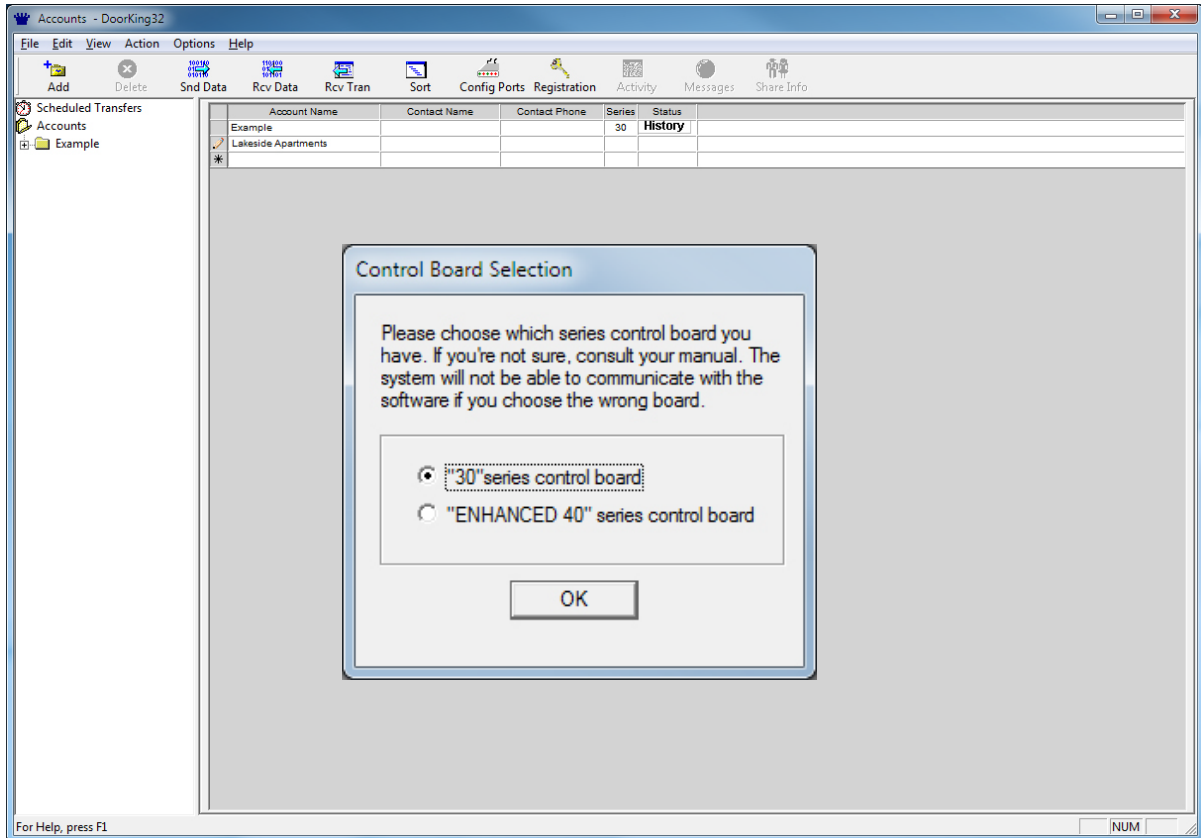 Accounts - DoorKing32
File Edit View Action Options Help
Add Delete Snd Data Rcv Data Rcv Tran Sort Config Ports Registration Activity Messages Share Info
Scheduled Transfers
Accounts
Example
Account Name Contact Name Contact Phone Series Status
Example 30 History
Lakeside Apartments
Control Board Selection
Please choose which series control board you
have. If you're not sure, consult your manual. The
system will not be able to communicate with the
software if you choose the wrong board.
"30"series control board
"ENHANCED 40" series control board
OK
For Help, press F1 NUM